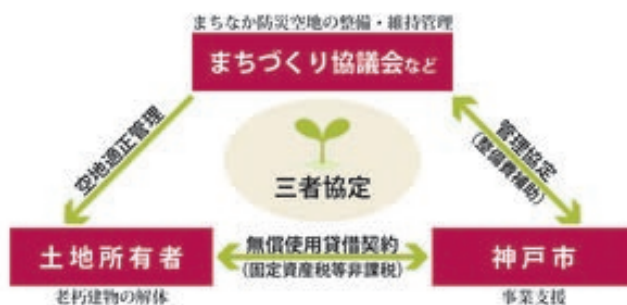 まちなか防災空地の整備・維持管理
まちづくり協議会など
空地適正管理
管理協定
(整備費補助)
三者協定
土地所有者
無償使用貸借契約
(固定資産税等非課税)
神戸市
老朽建物の解体
事業支援